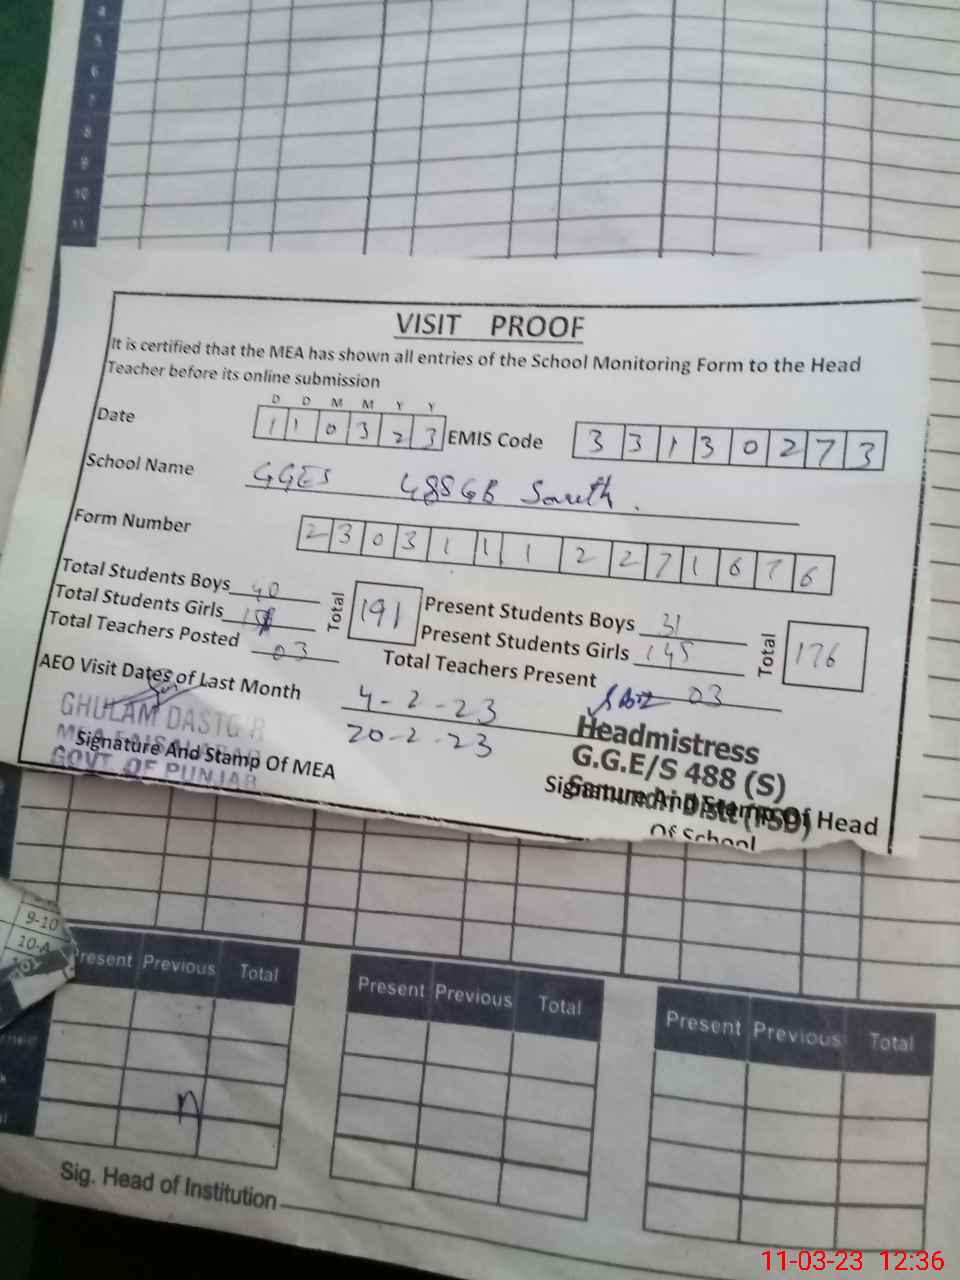 4
5
6
7
8
9
10
11
VISIT PROOF
It is certified that the MEA has shown all entries of the School Monitoring Form to the Head
Teacher before its online submission
D D M M Y Y
Date 1 1 0 3 2 3 EMIS Code 3 3 1 3 0 2 7 3
School Name GGES 488GB South.
Form Number 2 3 0 3 1 1 1 2 2 7 1 6 7 6
Total Students Boys 40 Total 191 Present Students Boys 31 Total 176
Total Students Girls Present Students Girls 145
Total Teachers Posted 03 Total Teachers Present 03
AEO Visit Dates of Last Month 4-2-23
20-2-23
GHULAM DASTGIR
MEA FAISALABAD
GOVT. OF PUNJAB
Signature And Stamp Of MEA
Headmistress
G.G.E/S 488 (S)
Samundri Distt (FSD)
Signature And Stamp Of Head
Of School
9-10
10-A
Present Previous Total
Present Previous Total
Present Previous Total
Sig. Head of Institution
11-03-23 12:36